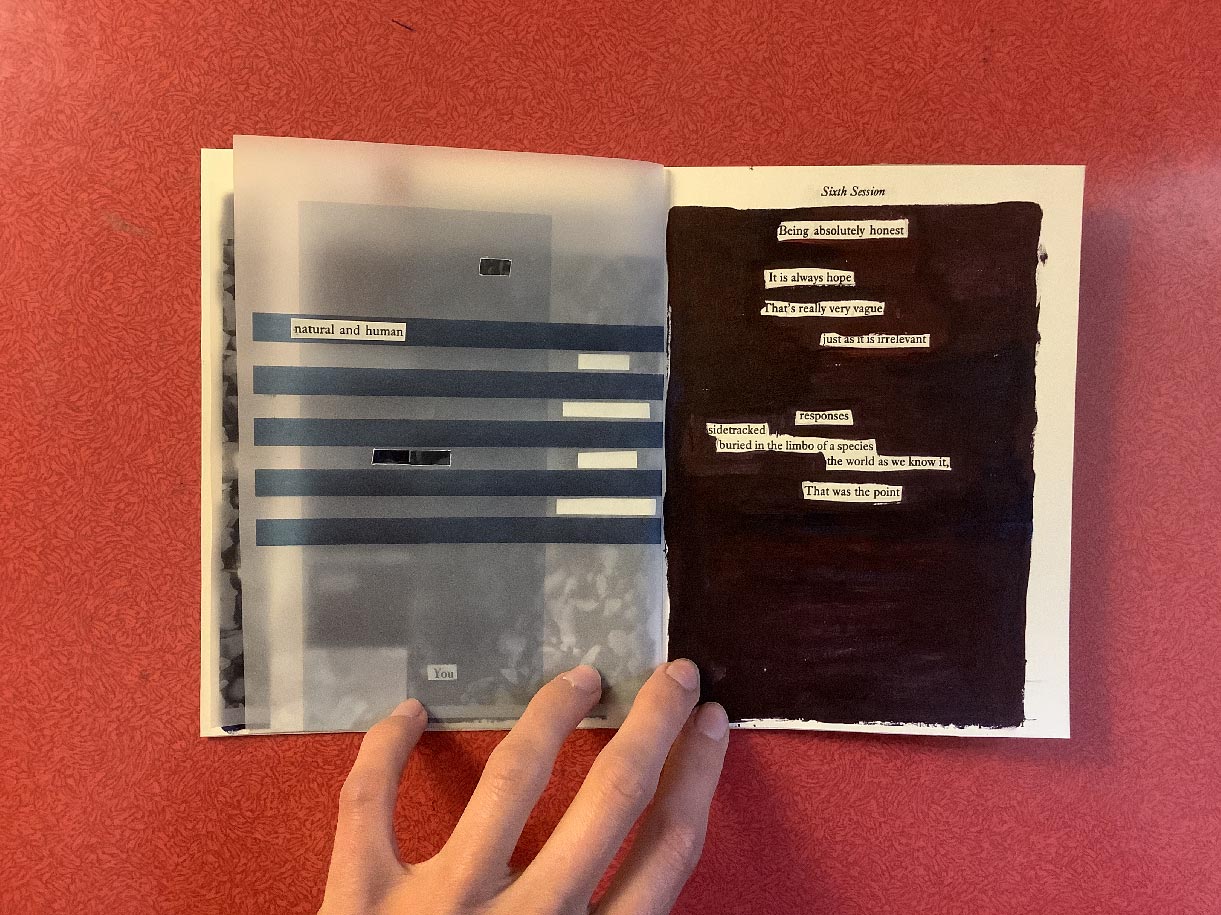 natural and human
You
Sixth Session
Being absolutely honest
It is always hope
That's really very vague
just as it is irrelevant
responses
sidetracked
buried in the limbo of a species
the world as we know it,
That was the point